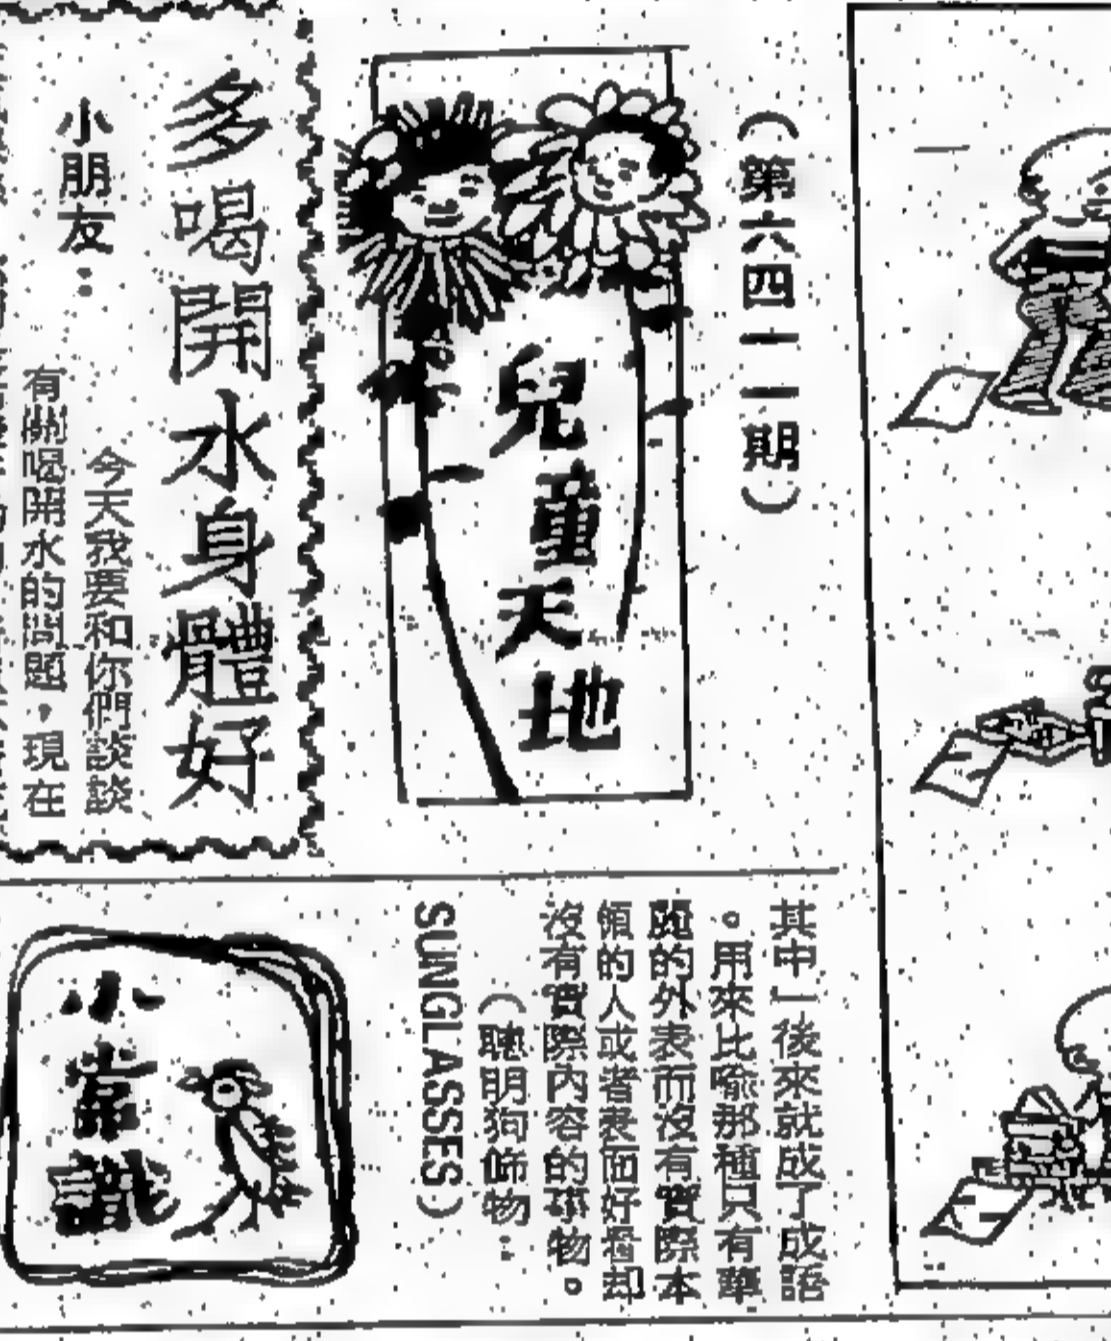 (第六四一一期)
兒童天地
多喝開水身體好
小朋友：
今天我要和你們談談
有關喝開水的問題，現在
其中一後來就成了成語
。用來比喻那種只有華
麗的外表而沒有實際本
領的人或者表面好看却
沒有實際內容的事物。
(聰明狗飾物：
SUNGLASSES)
小常識